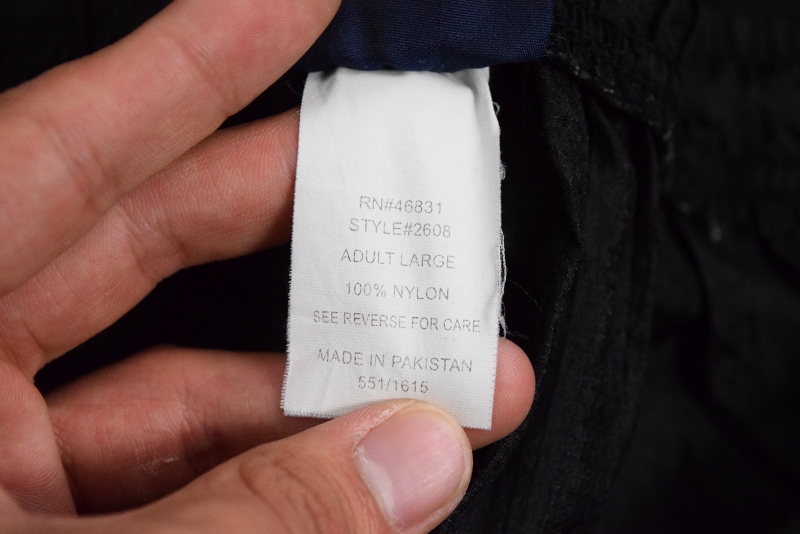 RN#46831
STYLE#2608
ADULT LARGE
100% NYLON
SEE REVERSE FOR CARE
MADE IN PAKISTAN
551/1615